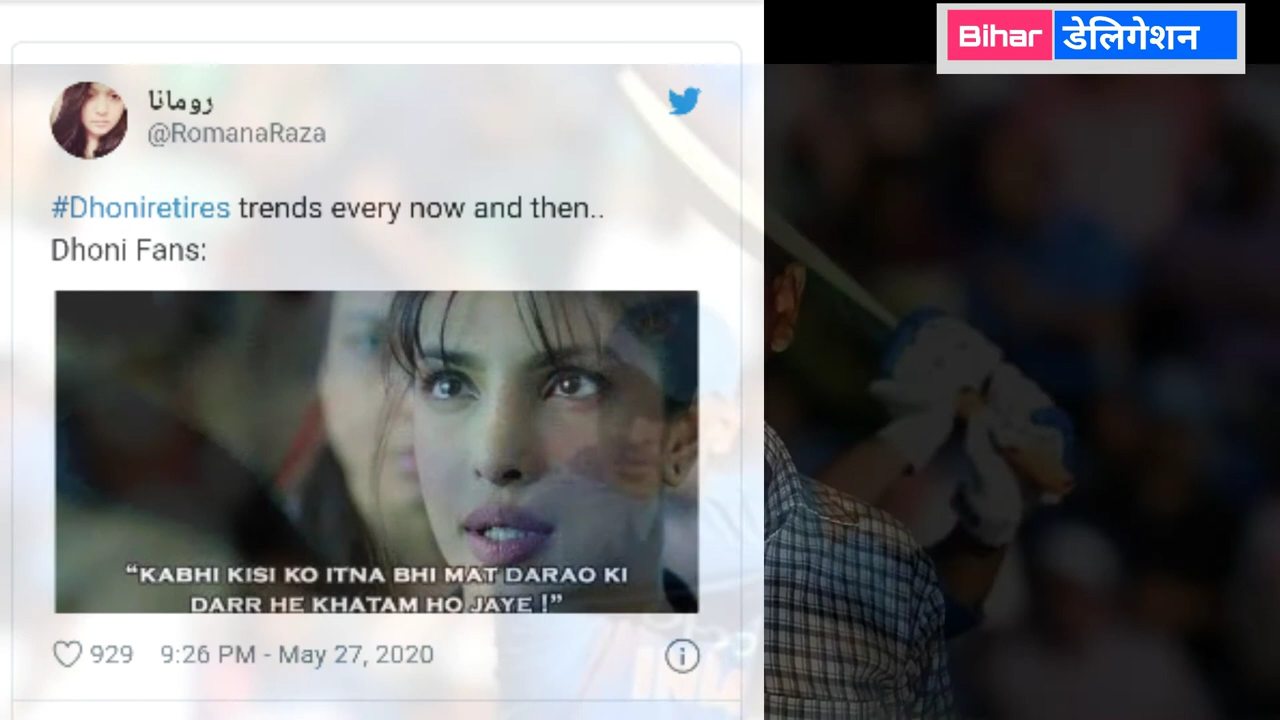 Bihar डेलिगेशन
رومانا
@RomanaRaza
#Dhoniretires trends every now and then..
Dhoni Fans:
“KABHI KISI KO ITNA BHI MAT DARAO KI
DARR HE KHATAM HO JAYE !”
929 9:26 PM - May 27, 2020